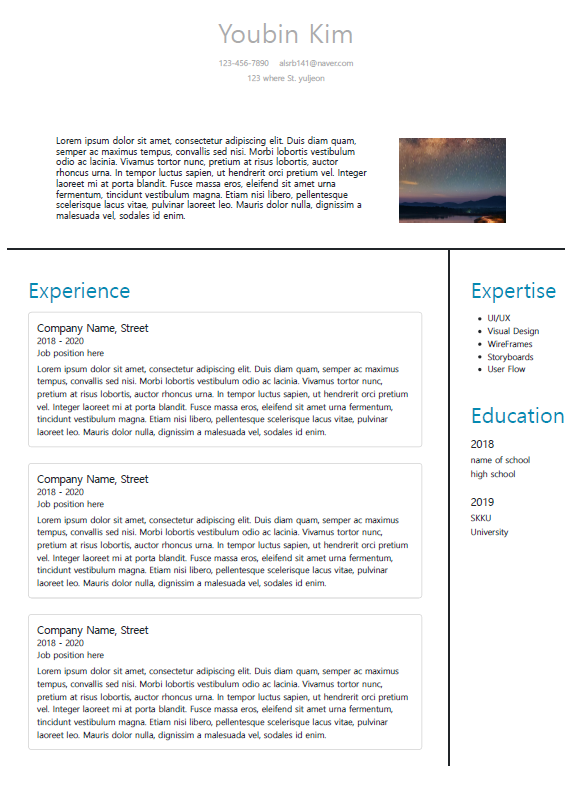 Youbin Kim
123-456-7890 alsrb141@naver.com
123 where St. yuljeon
Lorem ipsum dolor sit amet, consectetur adipiscing elit. Duis diam quam,
semper ac maximus tempus, convallis sed nisi. Morbi lobortis vestibulum
odio ac lacinia. Vivamus tortor nunc, pretium at risus lobortis, auctor
rhoncus urna. In tempor luctus sapien, ut hendrerit orci pretium vel. Integer
laoreet mi at porta blandit. Fusce massa eros, eleifend sit amet urna
fermentum, tincidunt vestibulum magna. Etiam nisi libero, pellentesque
scelerisque lacus vitae, pulvinar laoreet leo. Mauris dolor nulla, dignissim a
malesuada vel, sodales id enim.
Experience
Company Name, Street
2018 - 2020
Job position here
Lorem ipsum dolor sit amet, consectetur adipiscing elit. Duis diam quam, semper ac maximus
tempus, convallis sed nisi. Morbi lobortis vestibulum odio ac lacinia. Vivamus tortor nunc,
pretium at risus lobortis, auctor rhoncus urna. In tempor luctus sapien, ut hendrerit orci pretium
vel. Integer laoreet mi at porta blandit. Fusce massa eros, eleifend sit amet urna fermentum,
tincidunt vestibulum magna. Etiam nisi libero, pellentesque scelerisque lacus vitae, pulvinar
laoreet leo. Mauris dolor nulla, dignissim a malesuada vel, sodales id enim.
Company Name, Street
2018 - 2020
Job position here
Lorem ipsum dolor sit amet, consectetur adipiscing elit. Duis diam quam, semper ac maximus
tempus, convallis sed nisi. Morbi lobortis vestibulum odio ac lacinia. Vivamus tortor nunc,
pretium at risus lobortis, auctor rhoncus urna. In tempor luctus sapien, ut hendrerit orci pretium
vel. Integer laoreet mi at porta blandit. Fusce massa eros, eleifend sit amet urna fermentum,
tincidunt vestibulum magna. Etiam nisi libero, pellentesque scelerisque lacus vitae, pulvinar
laoreet leo. Mauris dolor nulla, dignissim a malesuada vel, sodales id enim.
Company Name, Street
2018 - 2020
Job position here
Lorem ipsum dolor sit amet, consectetur adipiscing elit. Duis diam quam, semper ac maximus
tempus, convallis sed nisi. Morbi lobortis vestibulum odio ac lacinia. Vivamus tortor nunc,
pretium at risus lobortis, auctor rhoncus urna. In tempor luctus sapien, ut hendrerit orci pretium
vel. Integer laoreet mi at porta blandit. Fusce massa eros, eleifend sit amet urna fermentum,
tincidunt vestibulum magna. Etiam nisi libero, pellentesque scelerisque lacus vitae, pulvinar
laoreet leo. Mauris dolor nulla, dignissim a malesuada vel, sodales id enim.
Expertise
UI/UX
Visual Design
WireFrames
Storyboards
User Flow
Education
2018
name of school
high school
2019
SKKU
University